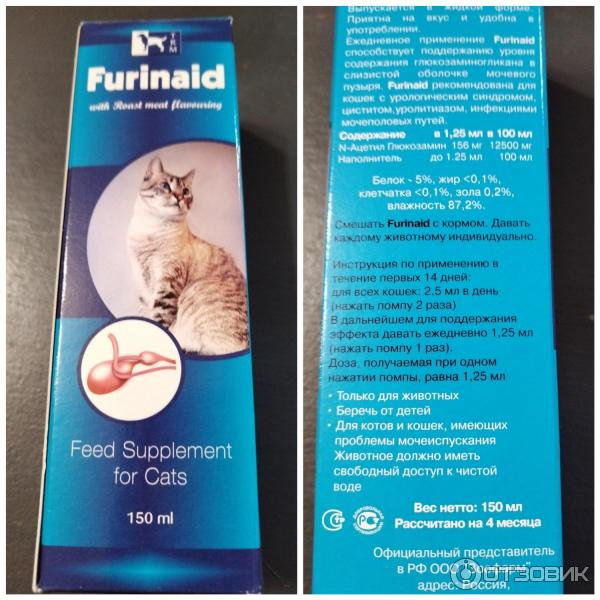 TRM
Furinaid
with Roast meat flavouring
Feed Supplement
for Cats
150 ml
Выпускается в жидкой форме.
Приятна на вкус и удобна в
употреблении.
Ежедневное применение Furinaid
способствует поддержанию уровня
содержания глюкозаминогликана в
слизистой оболочке мочевого
пузыря. Furinaid рекомендована для
кошек с урологическим синдромом,
циститом,уролитиазом, инфекциями
мочеполовых путей.
Содержание в 1,25 мл в 100 мл
N-Ацетил Глюкозамин 156 мг 12500 мг
Наполнитель до 1.25 мл 100 мл
Белок - 5%, жир <0,1%,
клетчатка <0,1%, зола 0,2%,
влажность 87,2%.
Смешать Furinaid с кормом. Давать
каждому животному индивидуально.
Инструкция по применению в
течение первых 14 дней:
для всех кошек: 2,5 мл в день
(нажать помпу 2 раза)
В дальнейшем для поддержания
эффекта давать ежедневно 1,25 мл
(нажать помпу 1 раз).
Доза, получаемая при одном
нажатии помпы, равна 1,25 мл
• Только для животных
• Беречь от детей
• Для котов и кошек, имеющих
проблемы мочеиспускания
Животное должно иметь
свободный доступ к чистой
воде
Вес нетто: 150 мл
Рассчитано на 4 месяца
Официальный представитель
в РФ ООО "Зоофарм"
адрес: Россия,
ОТЗОВИК